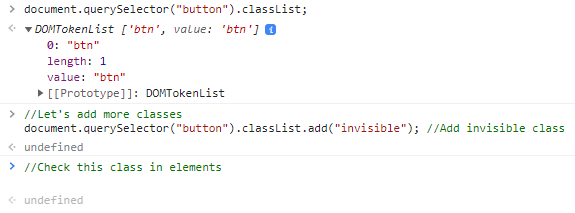 document.querySelector("button").classList;
DOMTokenList ['btn', value: 'btn'] i
0: "btn"
length: 1
value: "btn"
[[Prototype]]: DOMTokenList
//Let's add more classes
document.querySelector("button").classList.add("invisible"); //Add invisible class
undefined
//Check this class in elements
undefined